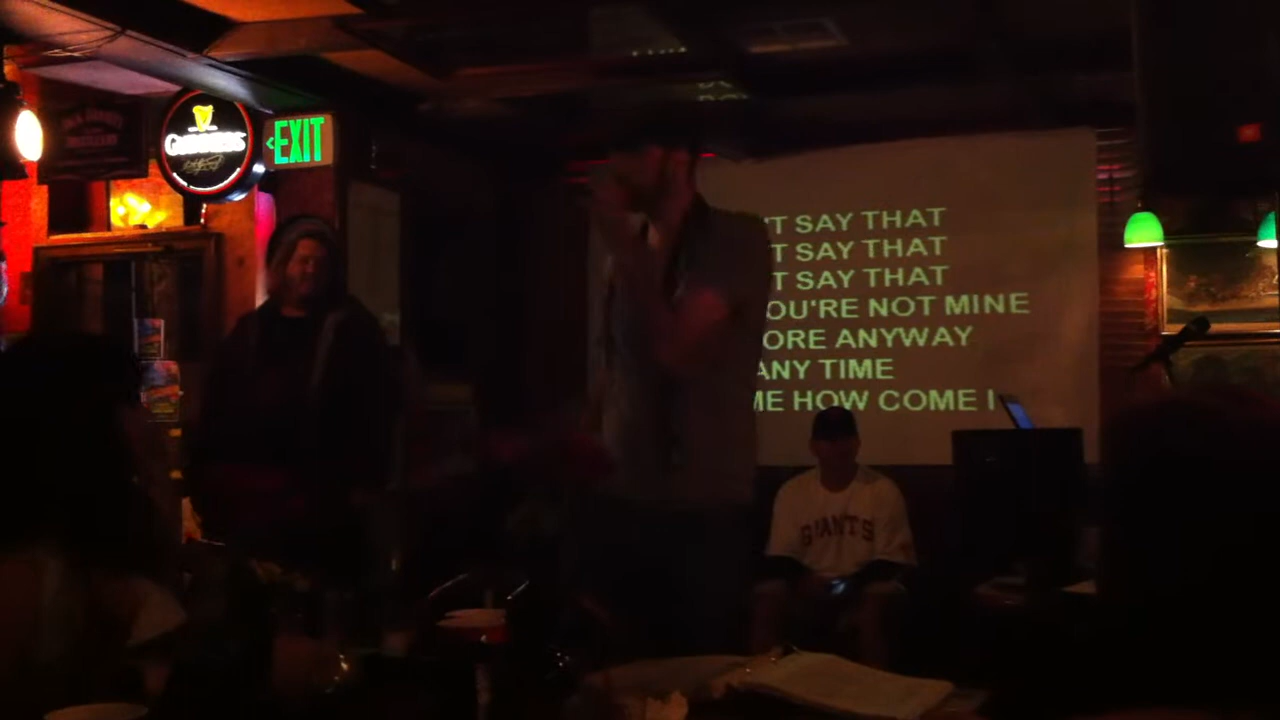 GUINNESS
EXIT
'T SAY THAT
T SAY THAT
T SAY THAT
OU'RE NOT MINE
ORE ANYWAY
ANY TIME
ME HOW COME I
GIANTS